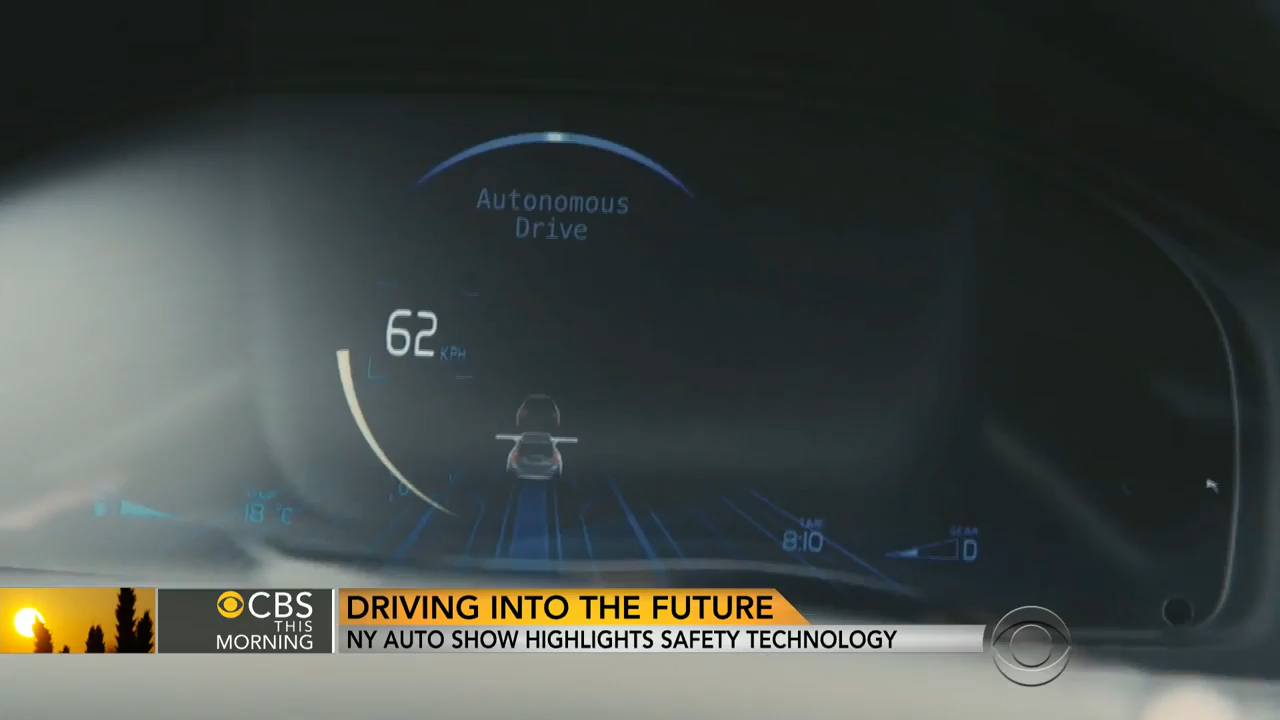 Autonomous
Drive
62 KPH
18 °C
8:10
GEAR
D
CBS
THIS
MORNING
DRIVING INTO THE FUTURE
NY AUTO SHOW HIGHLIGHTS SAFETY TECHNOLOGY